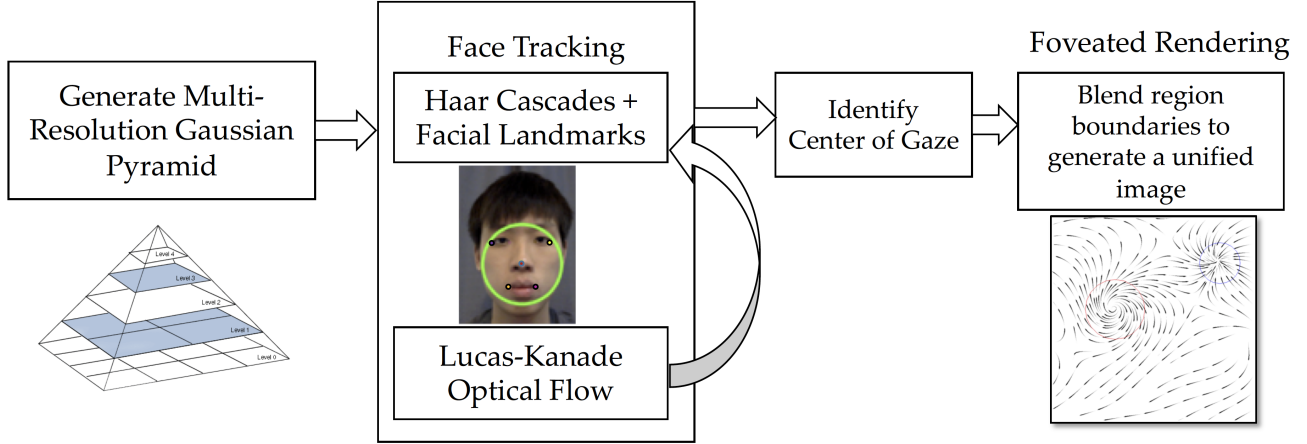 Generate Multi-
Resolution Gaussian
Pyramid
Level 4
Level 3
Level 2
Level 1
Level 0
Face Tracking
Haar Cascades +
Facial Landmarks
Lucas-Kanade
Optical Flow
Identify
Center of Gaze
Foveated Rendering
Blend region
boundaries to
generate a unified
image